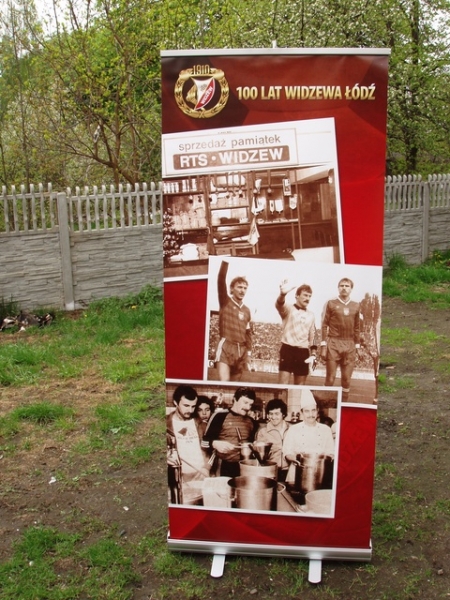 1910
100 LAT WIDZEWA ŁÓDŹ
sprzedaż pamiątek
RTS • WIDZEW